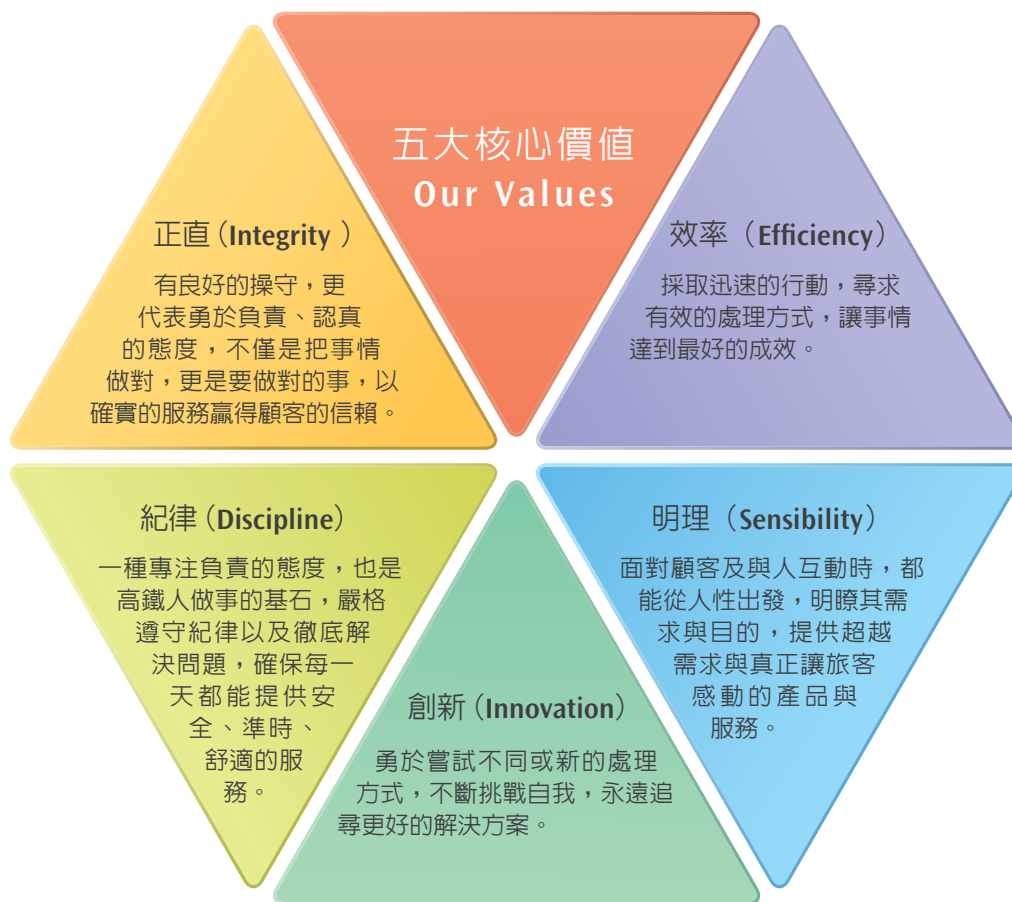 五大核心價值
Our Values
正直（Integrity ）
有良好的操守，更
代表勇於負責、認真
的態度，不僅是把事情
做對，更是要做對的事，以
確實的服務贏得顧客的信賴。
效率（Efficiency）
採取迅速的行動，尋求
有效的處理方式，讓事情
達到最好的成效。
紀律（Discipline）
一種專注負責的態度，也是
高鐵人做事的基石，嚴格
遵守紀律以及徹底解
決問題，確保每一
天都能提供安
全、準時、
舒適的服
務。
創新（Innovation）
勇於嘗試不同或新的處理
方式，不斷挑戰自我，永遠追
尋更好的解決方案。
明理（Sensibility）
面對顧客及與人互動時，都
能從人性出發，明瞭其需
求與目的，提供超越
需求與真正讓旅客
感動的產品與
服務。